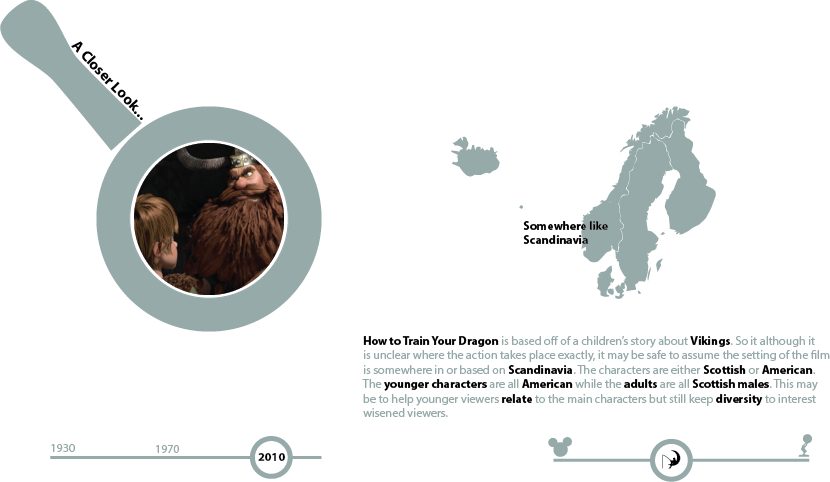 A Closer Look...
Somewhere like
Scandinavia
How to Train Your Dragon is based off of a children's story about Vikings. So it although it
is unclear where the action takes place exactly, it may be safe to assume the setting of the film
is somewhere in or based on Scandinavia. The characters are either Scottish or American.
The younger characters are all American while the adults are all Scottish males. This may
be to help younger viewers relate to the main characters but still keep diversity to interest
wisened viewers.
1930
1970
2010